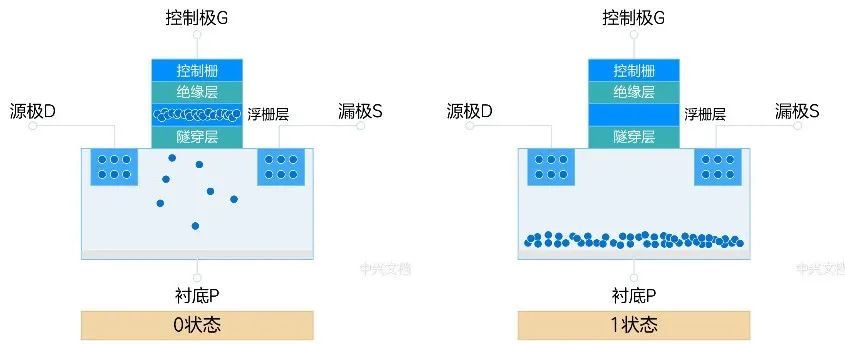 控制极G
控制栅
绝缘层
浮栅层
隧穿层
源极D
漏极S
中兴文档
衬底P
0状态
控制极G
控制栅
绝缘层
浮栅层
隧穿层
源极D
漏极S
中兴文档
衬底P
1状态